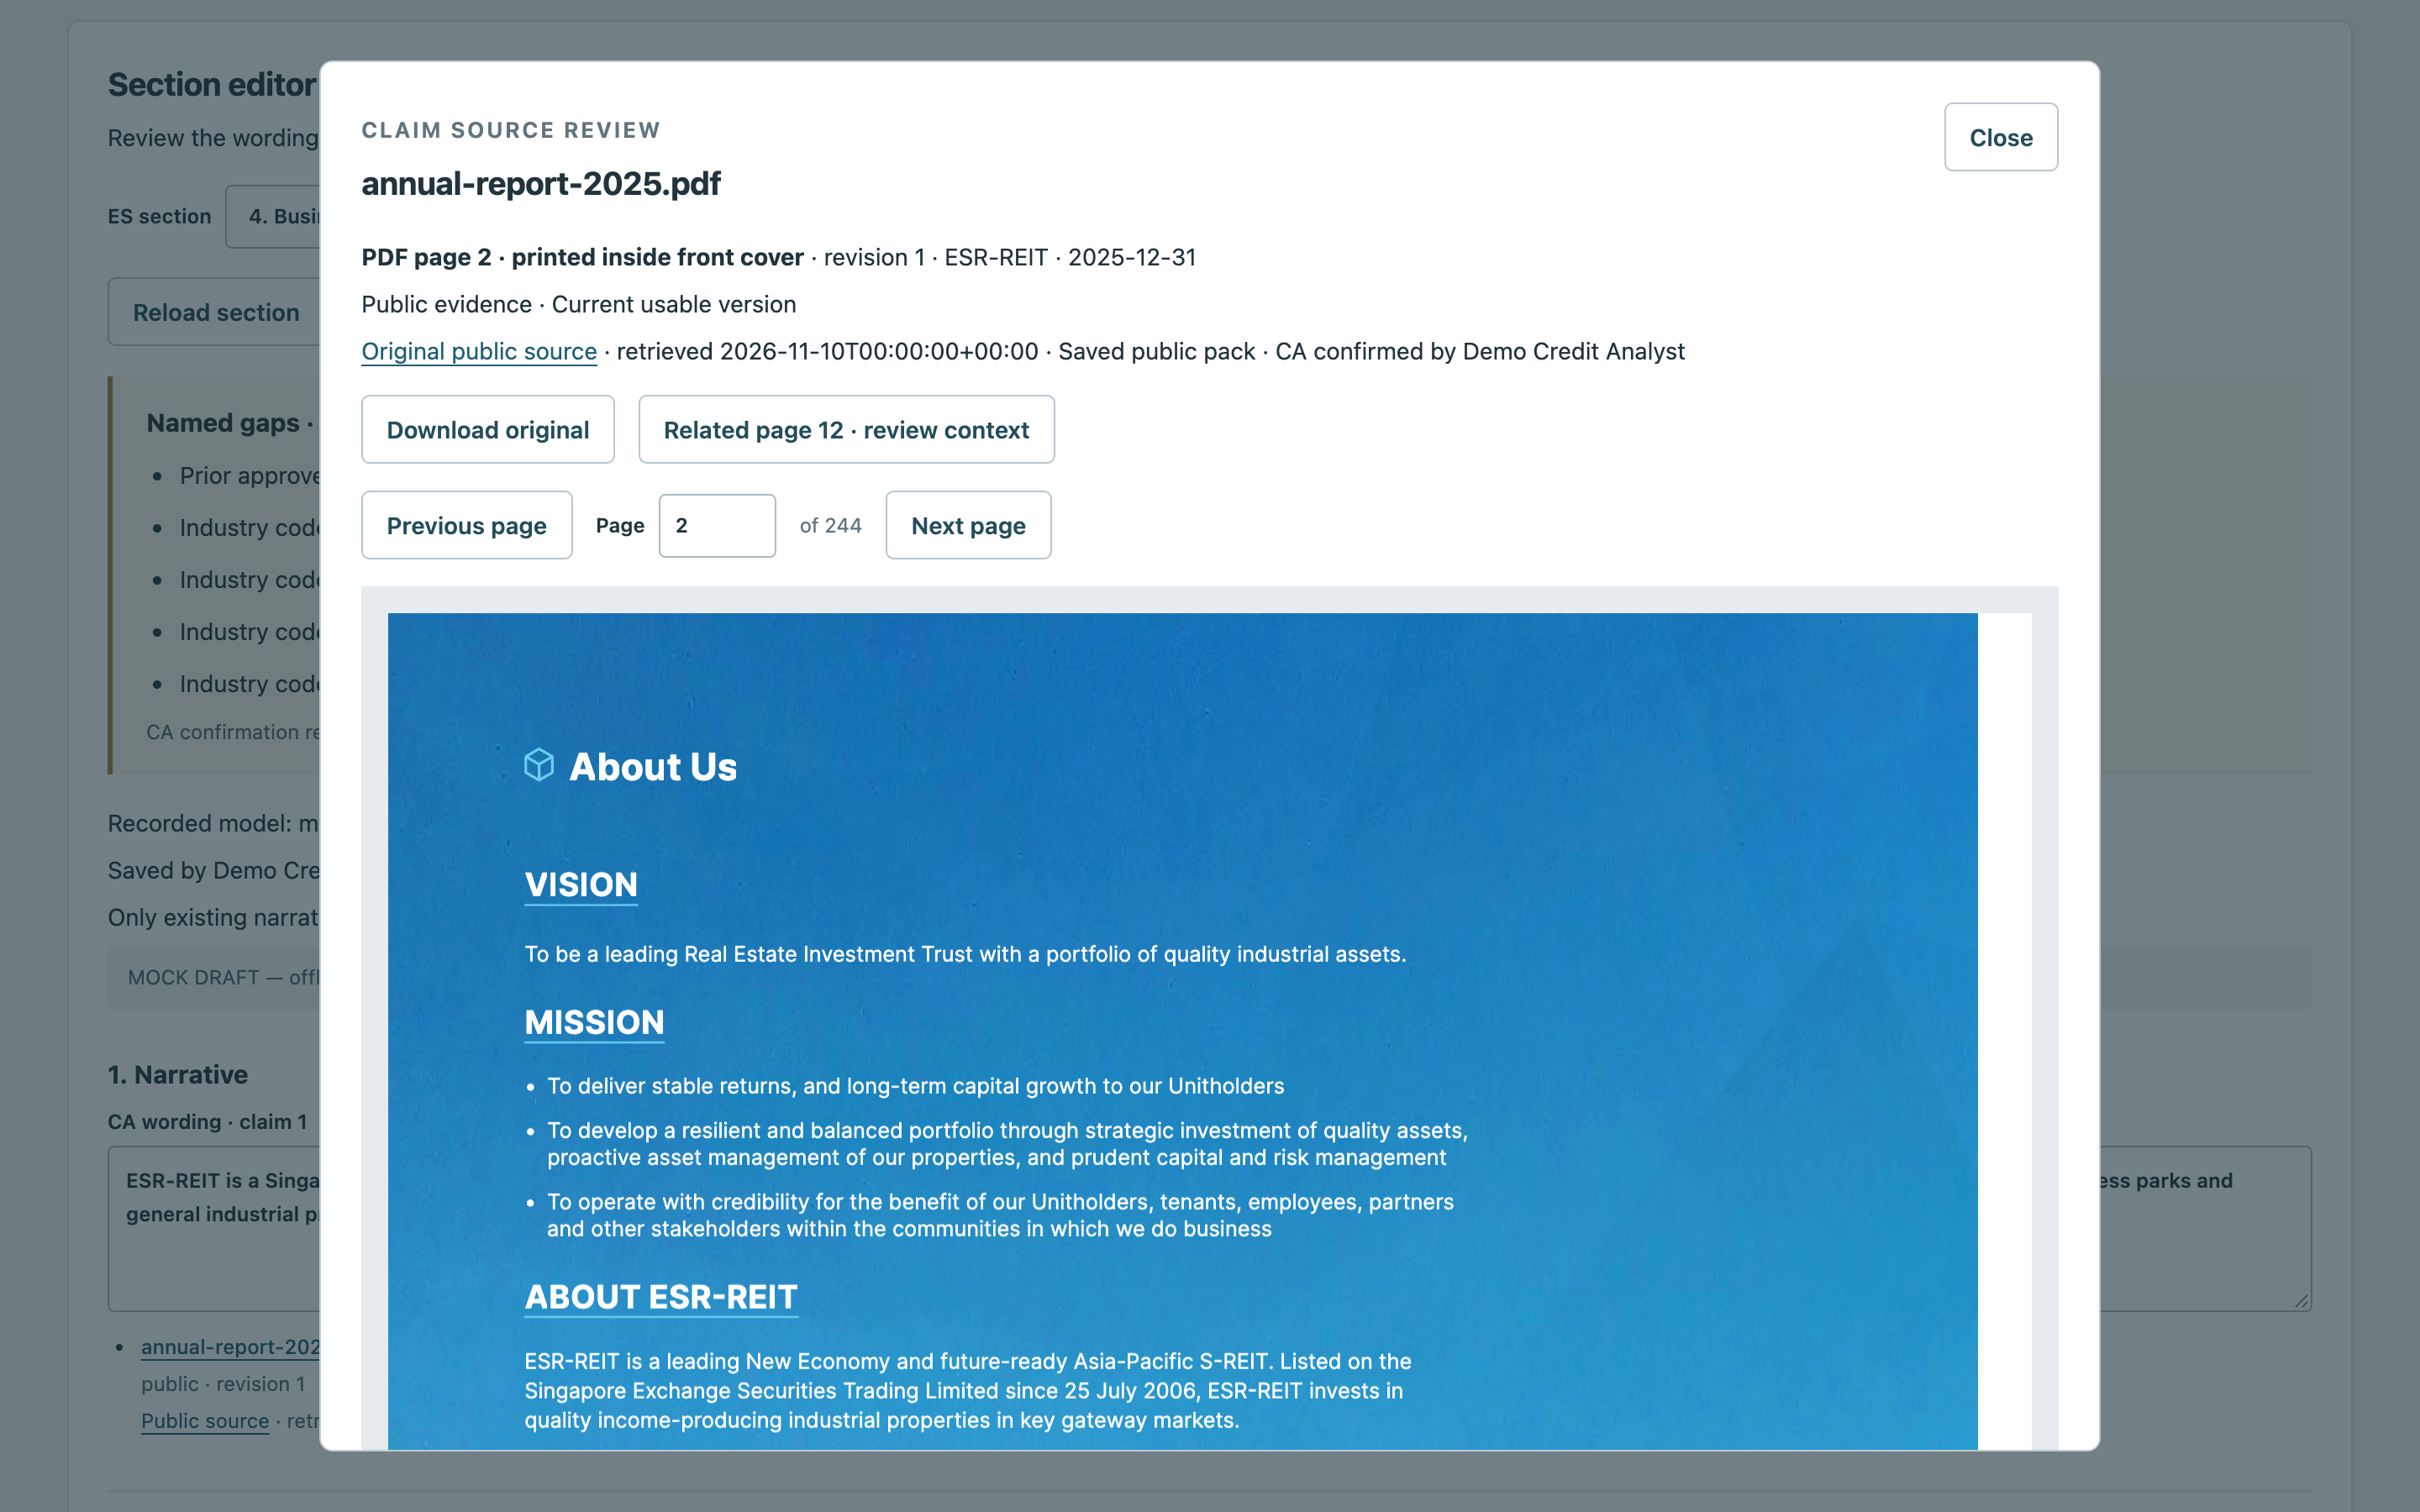 Section editor
Review the wording
ES section
4. Busi
Reload section
Named gaps ·
Prior approve
Industry code
Industry code
Industry code
Industry code
CA confirmation re
Recorded model: m
Saved by Demo Cre
Only existing narrat
MOCK DRAFT — offl
1. Narrative
CA wording · claim 1
ESR-REIT is a Singa
general industrial p
ess parks and
annual-report-202
public · revision 1
Public source · retr
CLAIM SOURCE REVIEW
Close
annual-report-2025.pdf
PDF page 2 · printed inside front cover · revision 1 · ESR-REIT · 2025-12-31
Public evidence · Current usable version
Original public source · retrieved 2026-11-10T00:00:00+00:00 · Saved public pack · CA confirmed by Demo Credit Analyst
Download original
Related page 12 · review context
Previous page
Page 2 of 244
Next page
About Us
VISION
To be a leading Real Estate Investment Trust with a portfolio of quality industrial assets.
MISSION
• To deliver stable returns, and long-term capital growth to our Unitholders
• To develop a resilient and balanced portfolio through strategic investment of quality assets,
proactive asset management of our properties, and prudent capital and risk management
• To operate with credibility for the benefit of our Unitholders, tenants, employees, partners
and other stakeholders within the communities in which we do business
ABOUT ESR-REIT
ESR-REIT is a leading New Economy and future-ready Asia-Pacific S-REIT. Listed on the
Singapore Exchange Securities Trading Limited since 25 July 2006, ESR-REIT invests in
quality income-producing industrial properties in key gateway markets.